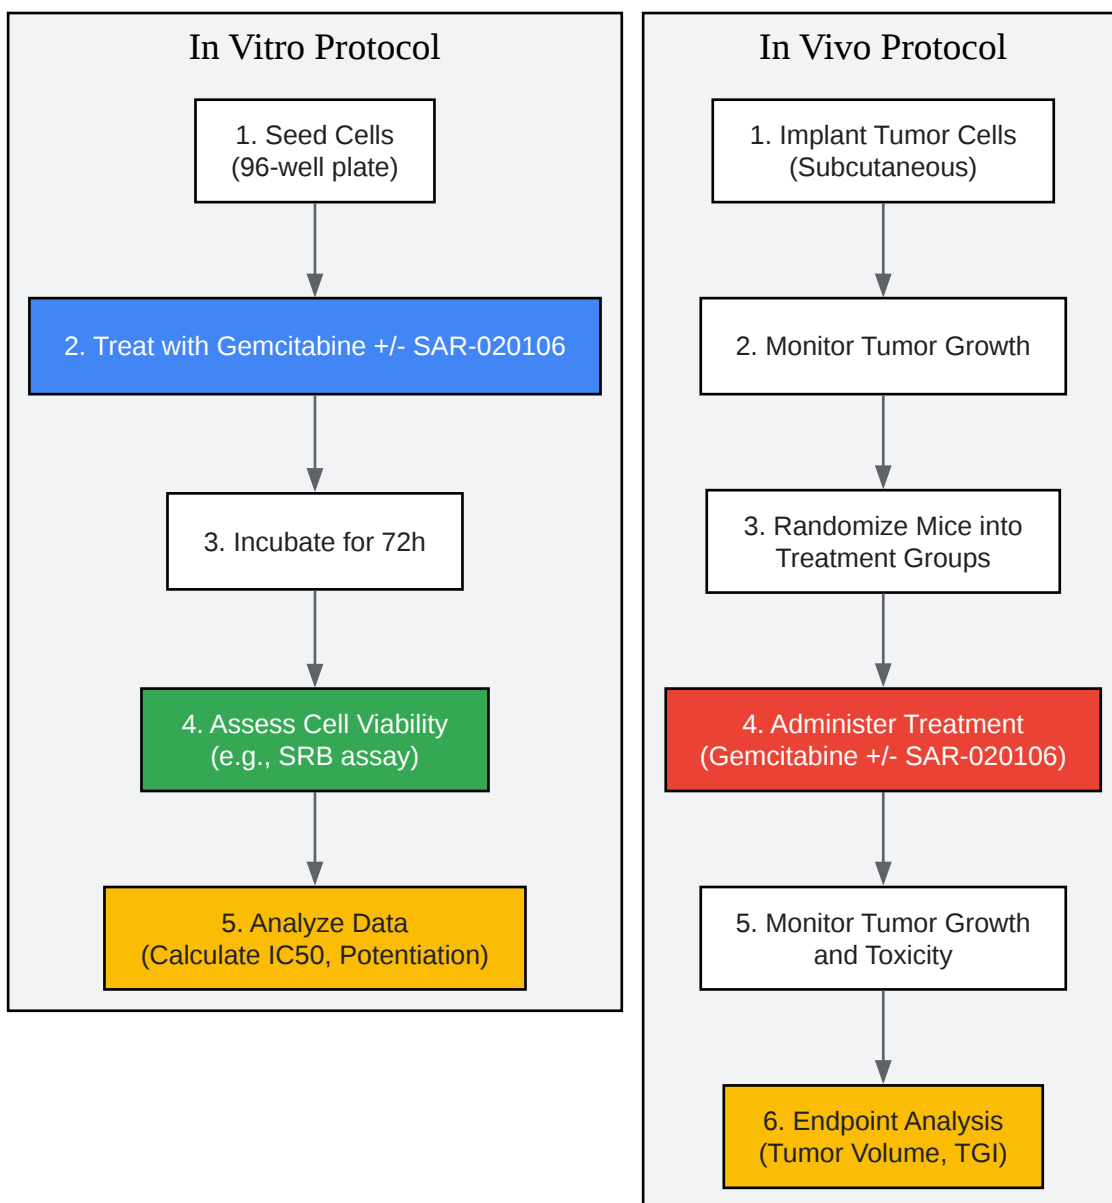 In Vitro Protocol
1. Seed Cells
(96-well plate)
2. Treat with Gemcitabine +/- SAR-020106
3. Incubate for 72h
4. Assess Cell Viability
(e.g., SRB assay)
5. Analyze Data
(Calculate IC50, Potentiation)
In Vivo Protocol
1. Implant Tumor Cells
(Subcutaneous)
2. Monitor Tumor Growth
3. Randomize Mice into
Treatment Groups
4. Administer Treatment
(Gemcitabine +/- SAR-020106)
5. Monitor Tumor Growth
and Toxicity
6. Endpoint Analysis
(Tumor Volume, TGI)